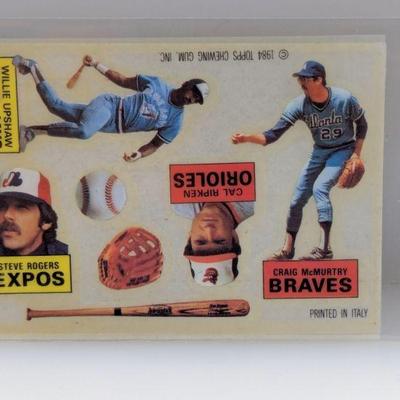 © 1984 TOPPS CHEWING GUM, INC.
WILLIE UPSHAW
Atlanta
29
CAL RIPKEN
ORIOLES
STEVE ROGERS
EXPOS
CRAIG McMURTRY
BRAVES
PRINTED IN ITALY